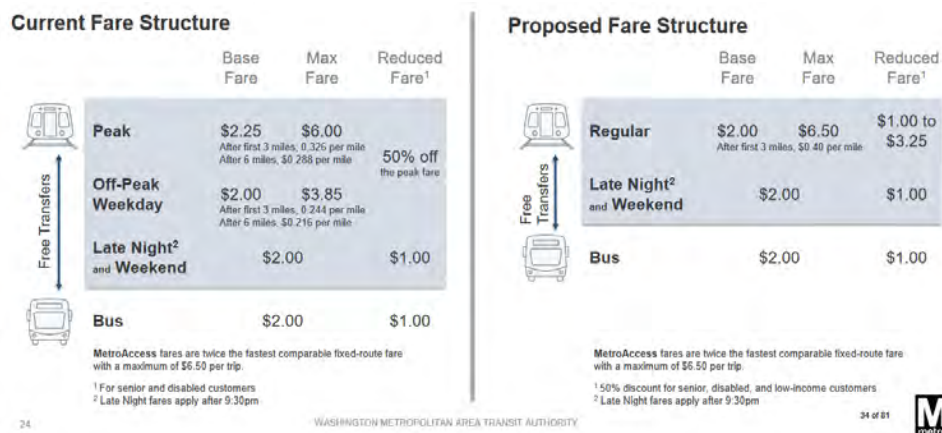 Current Fare Structure
Base Fare
Max Fare
Reduced Fare1
Free Transfers
Peak $2.25 $6.00
After first 3 miles, 0.326 per mile
After 6 miles, $0.288 per mile
50% off
the peak fare
Off-Peak
Weekday $2.00 $3.85
After first 3 miles, 0.244 per mile
After 6 miles, $0.216 per mile
Late Night2
and Weekend $2.00 $1.00
Bus $2.00 $1.00
MetroAccess fares are twice the fastest comparable fixed-route fare
with a maximum of $6.50 per trip.
1 For senior and disabled customers
2 Late Night fares apply after 9:30pm
Proposed Fare Structure
Base Fare
Max Fare
Reduced Fare1
Free
Transfers
Regular $2.00 $6.50
After first 3 miles, $0.40 per mile
$1.00 to
$3.25
Late Night2
and Weekend $2.00 $1.00
Bus $2.00 $1.00
MetroAccess fares are twice the fastest comparable fixed-route fare
with a maximum of $6.50 per trip.
1 50% discount for senior, disabled, and low-income customers
2 Late Night fares apply after 9:30pm
24
WASHINGTON METROPOLITAN AREA TRANSIT AUTHORITY
34 of 81
M
metro